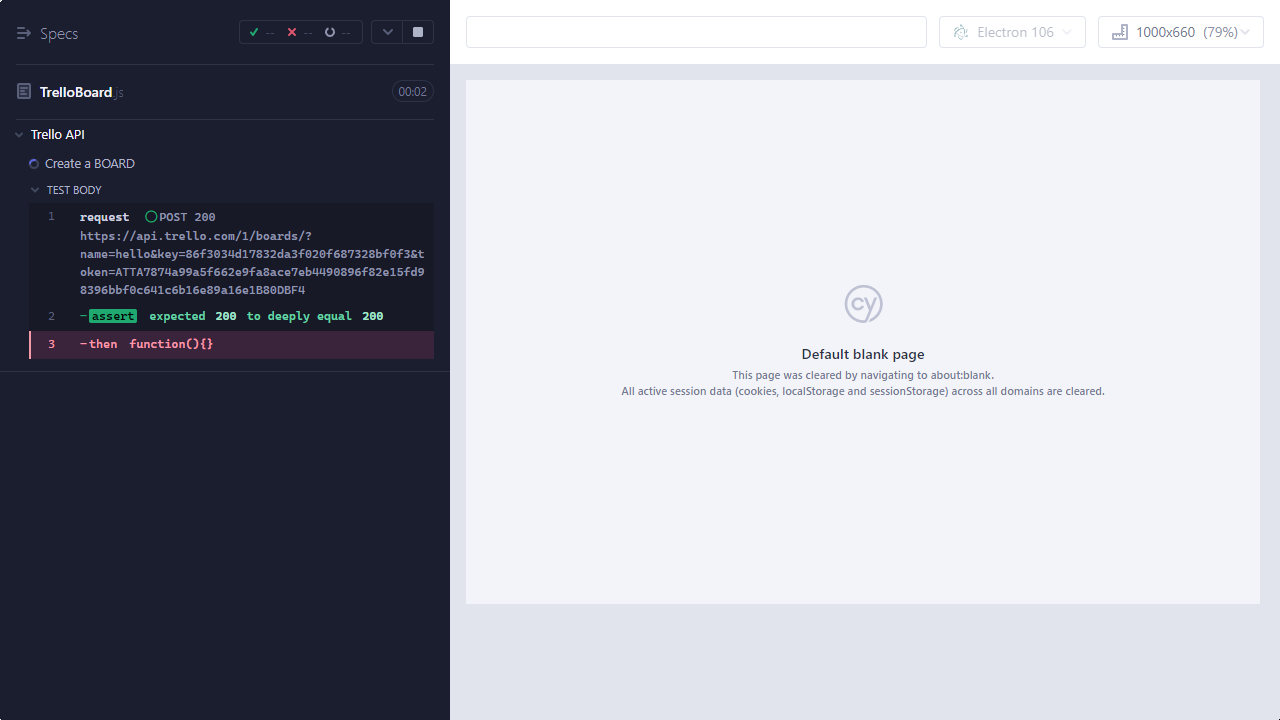 Specs
-- -- --
TrelloBoard.js
00:02
Trello API
Create a BOARD
TEST BODY
1 request POST 200
https://api.trello.com/1/boards/?
name=hello&key=86f3034d17832da3f020f687328bf0f3&t
oken=ATTA7874a99a5f662e9fa8ace7eb4490896f82e15fd9
8396bbf0c641c6b16e89a16e1B80DBF4
2 -assert expected 200 to deeply equal 200
3 -then function(){}
Electron 106
1000x660 (79%)
cy
Default blank page
This page was cleared by navigating to about:blank.
All active session data (cookies, localStorage and sessionStorage) across all domains are cleared.